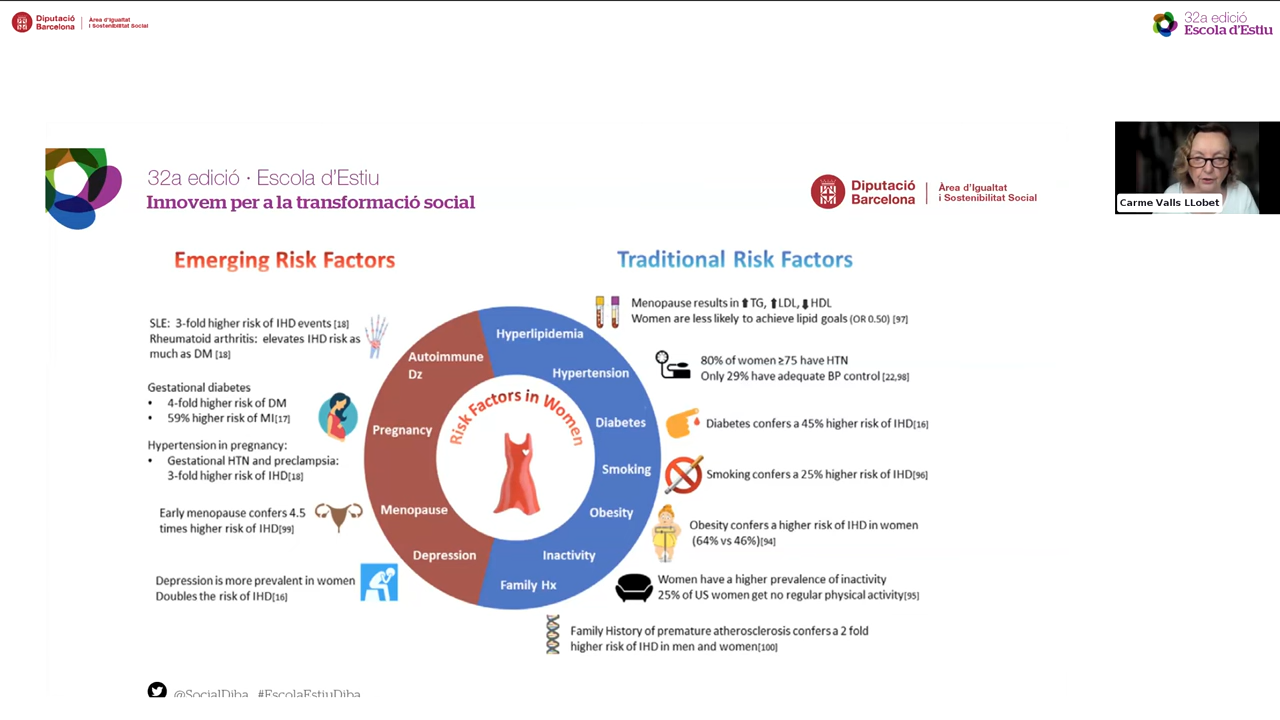 Diputació
Barcelona
Àrea d'Igualtat
i Sostenibilitat Social
32a edició
Escola d'Estiu
Carme Valls LLobet
32a edició · Escola d'Estiu
Innovem per a la transformació social
Diputació
Barcelona
Àrea d'Igualtat
i Sostenibilitat Social
Emerging Risk Factors
SLE: 3-fold higher risk of IHD events [18]
Rheumatoid arthritis: elevates IHD risk as
much as DM [18]
Gestational diabetes
• 4-fold higher risk of DM
• 59% higher risk of MI[17]
Hypertension in pregnancy:
• Gestational HTN and preclampsia:
3-fold higher risk of IHD[18]
Early menopause confers 4.5
times higher risk of IHD[99]
Depression is more prevalent in women
Doubles the risk of IHD[16]
Risk Factors in Women
Autoimmune
Dz
Pregnancy
Menopause
Depression
Hyperlipidemia
Hypertension
Diabetes
Smoking
Obesity
Inactivity
Family Hx
Traditional Risk Factors
Menopause results in ⬆TG, ⬆LDL, ⬇HDL
Women are less likely to achieve lipid goals (OR 0.50) [97]
80% of women ≥75 have HTN
Only 29% have adequate BP control [22,98]
Diabetes confers a 45% higher risk of IHD[16]
Smoking confers a 25% higher risk of IHD[96]
Obesity confers a higher risk of IHD in women
(64% vs 46%)[94]
Women have a higher prevalence of inactivity
25% of US women get no regular physical activity[95]
Family History of premature atherosclerosis confers a 2 fold
higher risk of IHD in men and women[100]
@SocialDiba #EscolaEstiuDiba